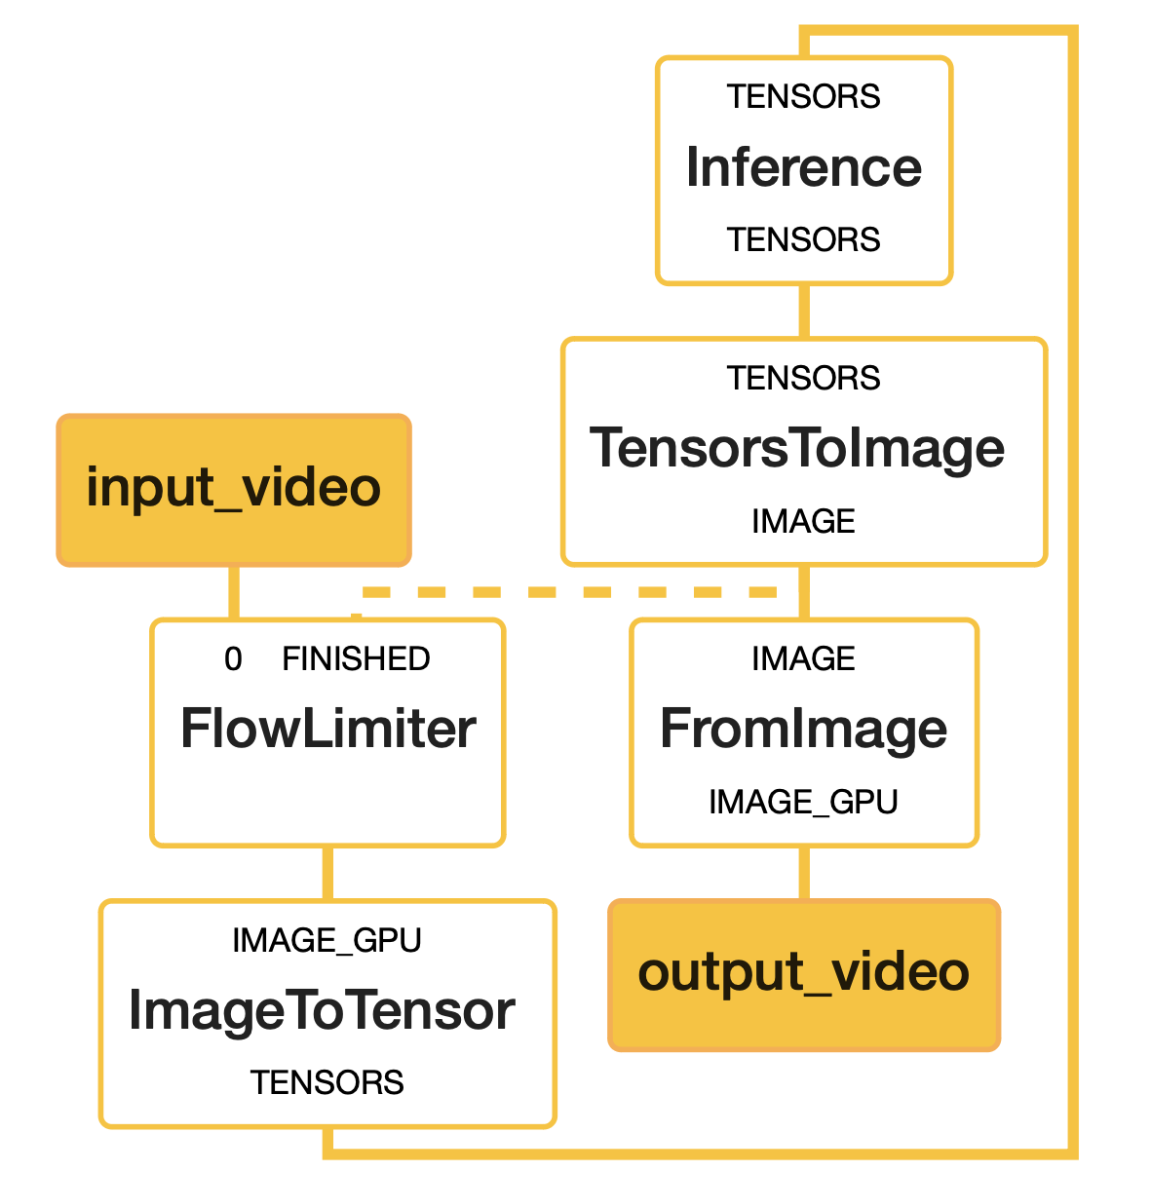 TENSORS
Inference
TENSORS
TENSORS
TensorsToImage
IMAGE
input_video
0 FINISHED
FlowLimiter
IMAGE
FromImage
IMAGE_GPU
IMAGE_GPU
ImageToTensor
TENSORS
output_video